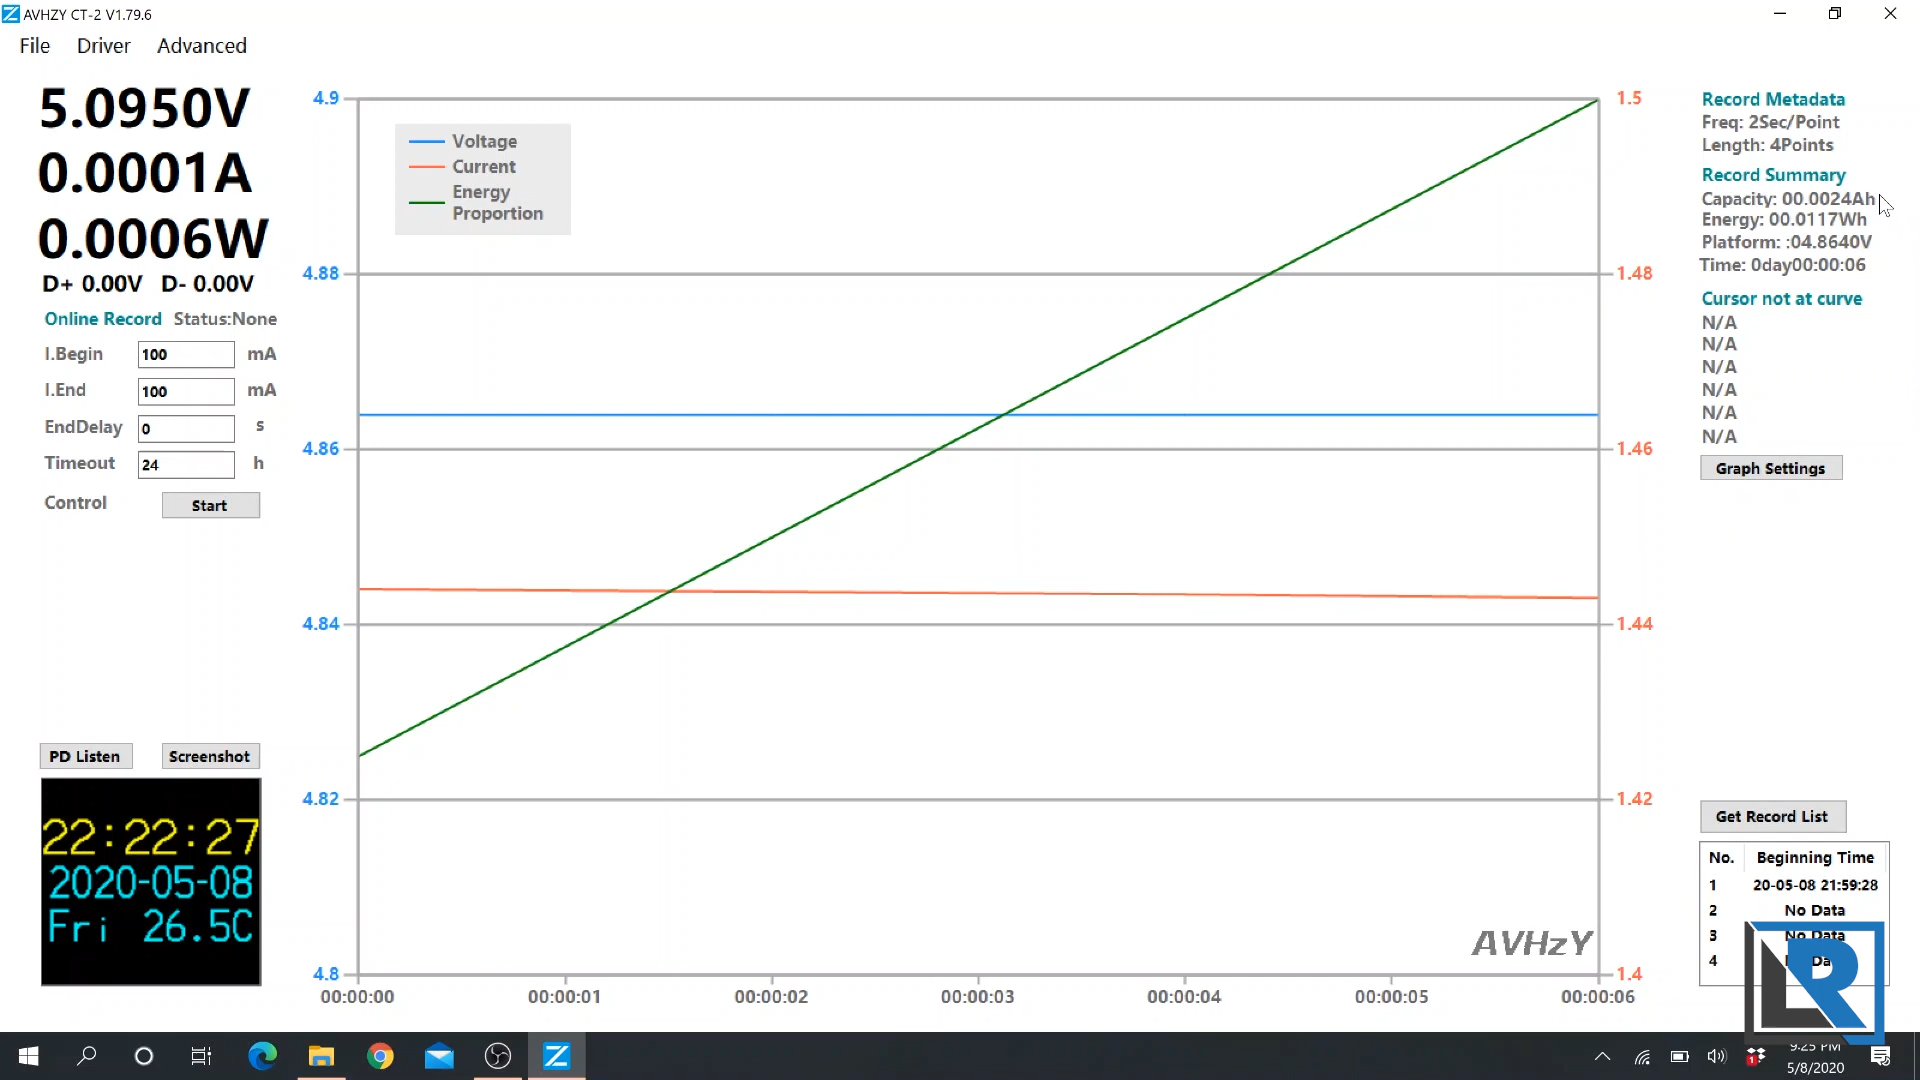 AVHZY CT-2 V1.79.6
File Driver Advanced
5.0950V
0.0001A
0.0006W
D+ 0.00V D- 0.00V
Online Record Status:None
I.Begin 100 mA
I.End 100 mA
EndDelay 0 s
Timeout 24 h
Control Start
PD Listen Screenshot
22:22:27
2020-05-08
Fri 26.5C
4.9
4.88
4.86
4.84
4.82
4.8
Voltage
Current
Energy
Proportion
1.5
1.48
1.46
1.44
1.42
1.4
AVHzY
00:00:00 00:00:01 00:00:02 00:00:03 00:00:04 00:00:05 00:00:06
Record Metadata
Freq: 2Sec/Point
Length: 4Points
Record Summary
Capacity: 00.0024Ah
Energy: 00.0117Wh
Platform: :04.8640V
Time: 0day00:00:06
Cursor not at curve
N/A
N/A
N/A
N/A
N/A
N/A
Graph Settings
Get Record List
No. Beginning Time
1 20-05-08 21:59:28
2 No Data
3 No Data
4
LR
9:25 PM
5/8/2020